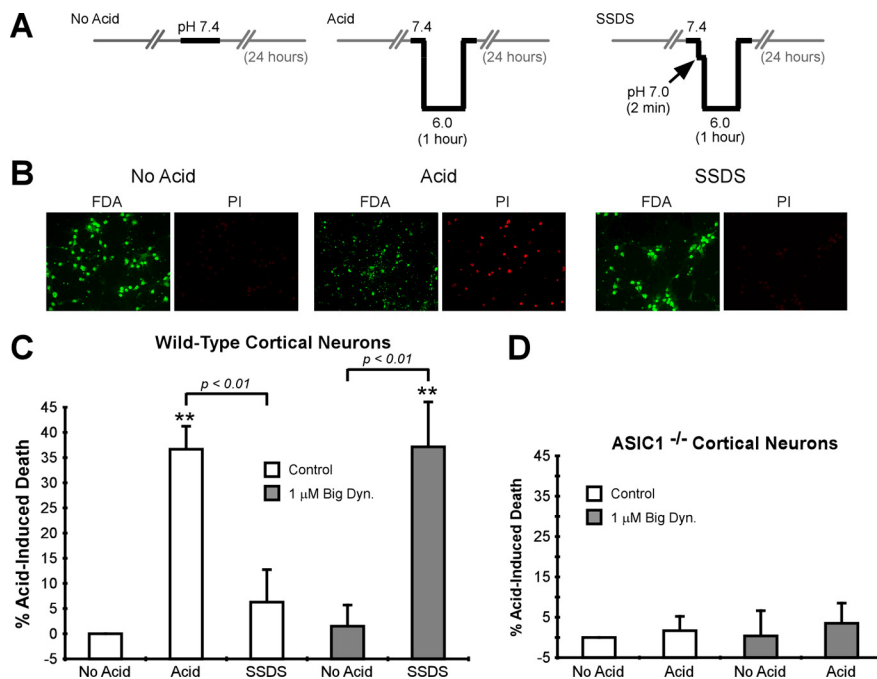 A
No Acid
pH 7.4
(24 hours)
Acid
7.4
6.0
(1 hour)
(24 hours)
SSDS
7.4
pH 7.0
(2 min)
6.0
(1 hour)
(24 hours)
B
No Acid
FDA
PI
Acid
FDA
PI
SSDS
FDA
PI
C
Wild-Type Cortical Neurons
% Acid-Induced Death
45
40
35
30
25
20
15
10
5
0
-5
**
p < 0.01
p < 0.01
**
Control
1 μM Big Dyn.
No Acid
Acid
SSDS
No Acid
SSDS
D
ASIC1 -/- Cortical Neurons
% Acid-Induced Death
45
35
25
15
5
-5
Control
1 μM Big Dyn.
No Acid
Acid
No Acid
Acid